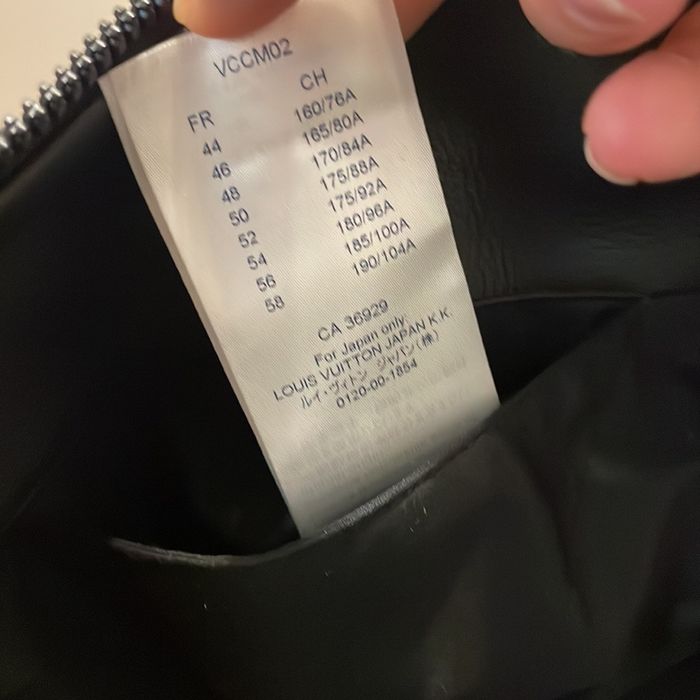 VCCM02
FR CH
44 160/76A
46 165/80A
48 170/84A
50 175/88A
52 175/92A
54 180/96A
56 185/100A
58 190/104A
CA 36929
For Japan only:
LOUIS VUITTON JAPAN K.K.
ルイ・ヴィトン ジャパン(株)
0120-00-1854